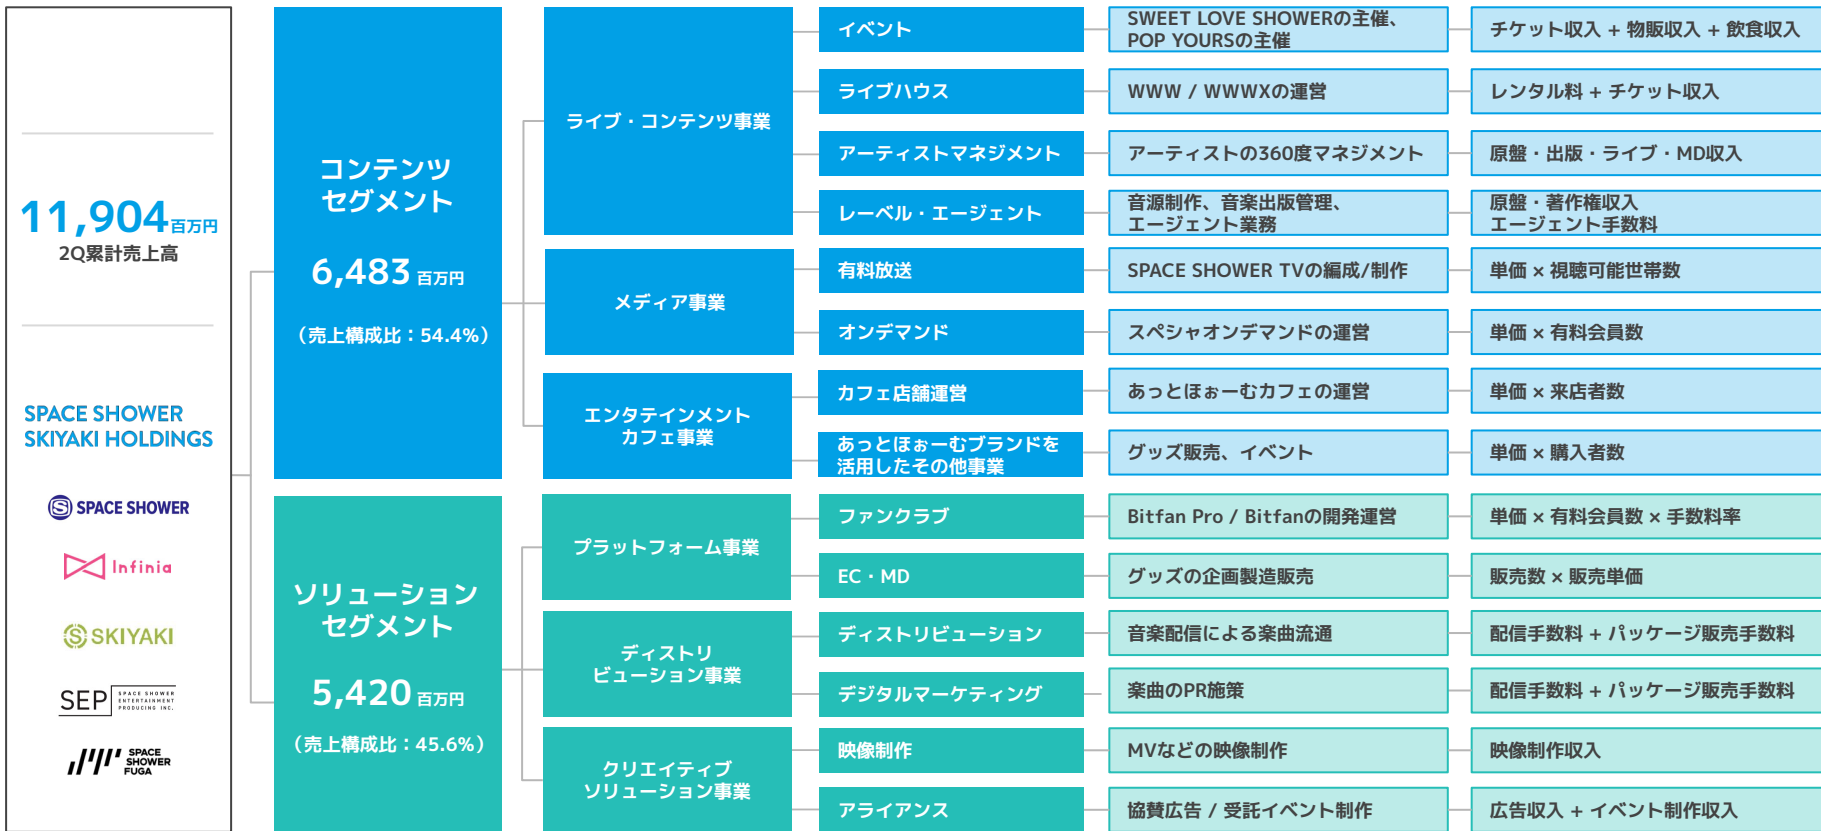 11,904百万円
2Q累計売上高
SPACE SHOWER
SKIYAKI HOLDINGS
S SPACE SHOWER
Infinia
S SKIYAKI
SEP SPACE SHOWER
ENTERTAINMENT
PRODUCING INC.
SPACE
SHOWER
FUGA
コンテンツ
セグメント
6,483 百万円
（売上構成比：54.4%）
ライブ・コンテンツ事業
イベント
SWEET LOVE SHOWERの主催、
POP YOURSの主催
チケット収入 + 物販収入 + 飲食収入
ライブハウス
WWW / WWWXの運営
レンタル料 + チケット収入
アーティストマネジメント
アーティストの360度マネジメント
原盤・出版・ライブ・MD収入
レーベル・エージェント
音源制作、音楽出版管理、
エージェント業務
原盤・著作権収入
エージェント手数料
メディア事業
有料放送
SPACE SHOWER TVの編成/制作
単価 × 視聴可能世帯数
オンデマンド
スペシャオンデマンドの運営
単価 × 有料会員数
エンタテインメント
カフェ事業
カフェ店舗運営
あっとほぉーむカフェの運営
単価 × 来店者数
あっとほぉーむブランドを
活用したその他事業
グッズ販売、イベント
単価 × 購入者数
ソリューション
セグメント
5,420 百万円
（売上構成比：45.6%）
プラットフォーム事業
ファンクラブ
Bitfan Pro / Bitfanの開発運営
単価 × 有料会員数 × 手数料率
EC・MD
グッズの企画製造販売
販売数 × 販売単価
ディストリ
ビューション事業
ディストリビューション
音楽配信による楽曲流通
配信手数料 + パッケージ販売手数料
デジタルマーケティング
楽曲のPR施策
配信手数料 + パッケージ販売手数料
クリエイティブ
ソリューション事業
映像制作
MVなどの映像制作
映像制作収入
アライアンス
協賛広告 / 受託イベント制作
広告収入 + イベント制作収入